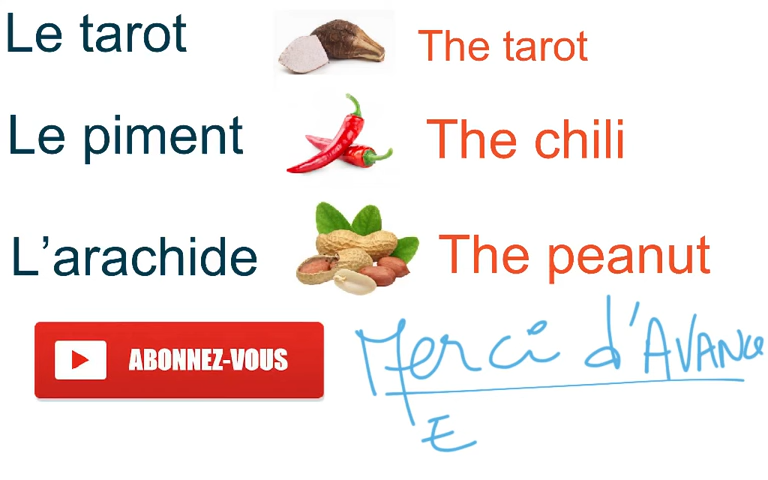 Le tarot The tarot
Le piment The chili
L’arachide The peanut
ABONNEZ-VOUS
Merci d'AVANCe
E